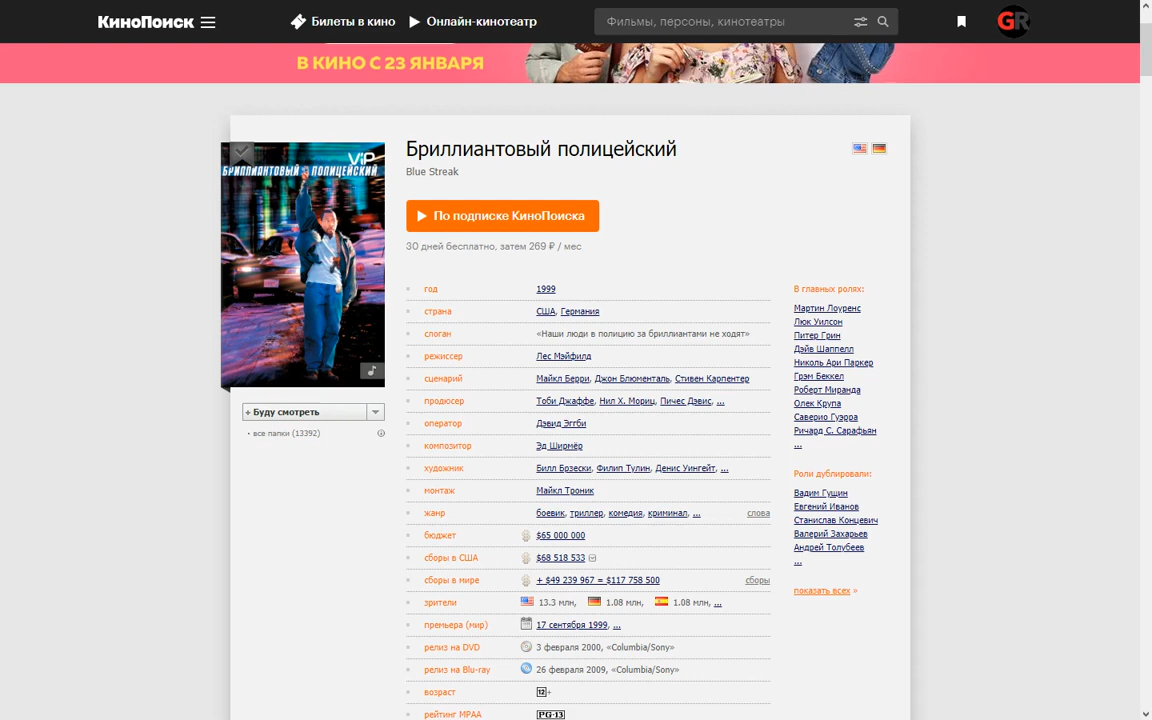 КиноПоиск
Билеты в кино
Онлайн-кинотеатр
Фильмы, персоны, кинотеатры
GR
В КИНО С 23 ЯНВАРЯ
ViP
БРИЛЛИАНТОВЫЙ ПОЛИЦЕЙСКИЙ
+ Буду смотреть
• все папки (13392)
Бриллиантовый полицейский
Blue Streak
По подписке КиноПоиска
30 дней бесплатно, затем 269 ₽ / мес
год 1999
страна США, Германия
слоган «Наши люди в полицию за бриллиантами не ходят»
режиссер Лес Мэйфилд
сценарий Майкл Берри, Джон Блюменталь, Стивен Карпентер
продюсер Тоби Джаффе, Нил Х. Мориц, Пичес Дэвис, ...
оператор Дэвид Эггби
композитор Эд Ширмёр
художник Билл Брзески, Филип Тулин, Денис Уингейт, ...
монтаж Майкл Троник
жанр боевик, триллер, комедия, криминал, ... слова
бюджет $65 000 000
сборы в США $68 518 533
сборы в мире + $49 239 967 = $117 758 500 сборы
зрители 13.3 млн, 1.08 млн, 1.08 млн, ...
премьера (мир) 17 сентября 1999, ...
релиз на DVD 3 февраля 2000, «Columbia/Sony»
релиз на Blu-ray 26 февраля 2009, «Columbia/Sony»
возраст 12+
рейтинг MPAA PG-13
В главных ролях:
Мартин Лоуренс
Люк Уилсон
Питер Грин
Дэйв Шаппелл
Николь Ари Паркер
Грэм Беккел
Роберт Миранда
Олек Крупа
Саверио Гуэрра
Ричард С. Сарафьян
...
Роли дублировали:
Вадим Гущин
Евгений Иванов
Станислав Концевич
Валерий Захарьев
Андрей Толубеев
...
показать всех »